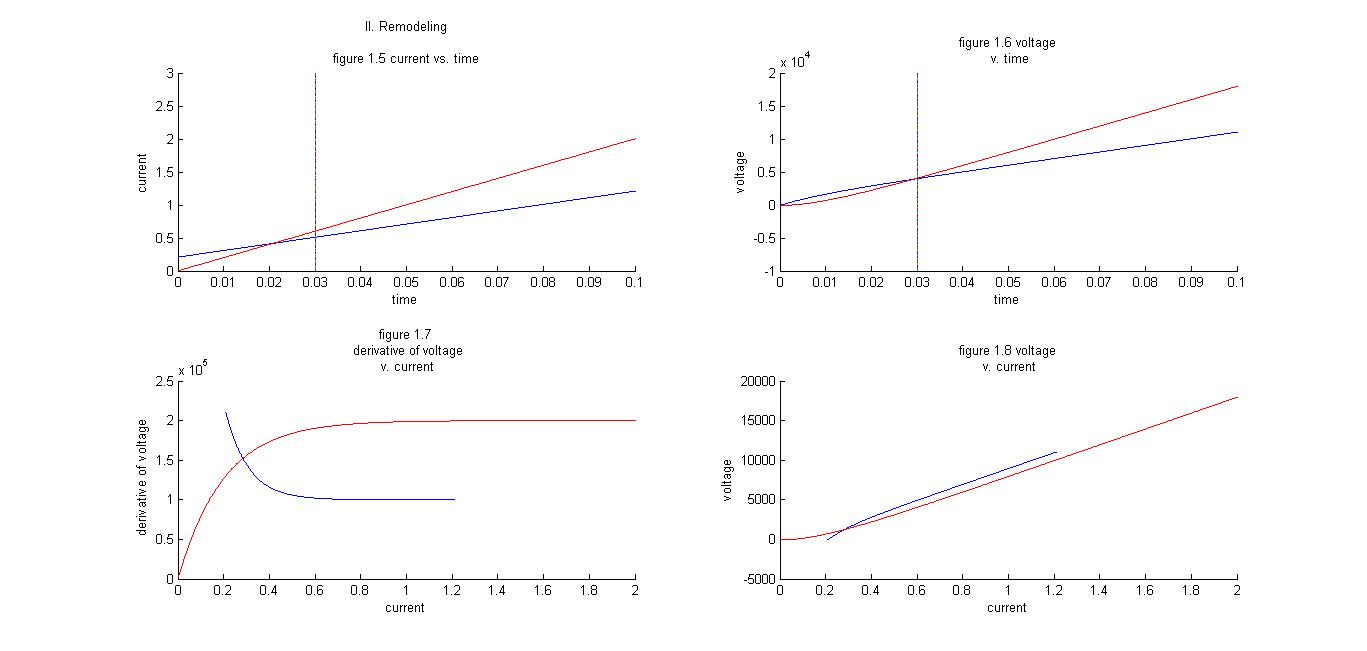 II. Remodeling
figure 1.5 current vs. time
3
2.5
2
1.5
1
0.5
0
current
0 0.01 0.02 0.03 0.04 0.05 0.06 0.07 0.08 0.09 0.1
time
figure 1.6 voltage
v. time
x 10^4
2
1.5
1
0.5
0
-0.5
-1
voltage
0 0.01 0.02 0.03 0.04 0.05 0.06 0.07 0.08 0.09 0.1
time
figure 1.7
derivative of voltage
v. current
x 10^5
2.5
2
1.5
1
0.5
0
derivative of voltage
0 0.2 0.4 0.6 0.8 1 1.2 1.4 1.6 1.8 2
current
figure 1.8 voltage
v. current
20000
15000
10000
5000
0
-5000
voltage
0 0.2 0.4 0.6 0.8 1 1.2 1.4 1.6 1.8 2
current